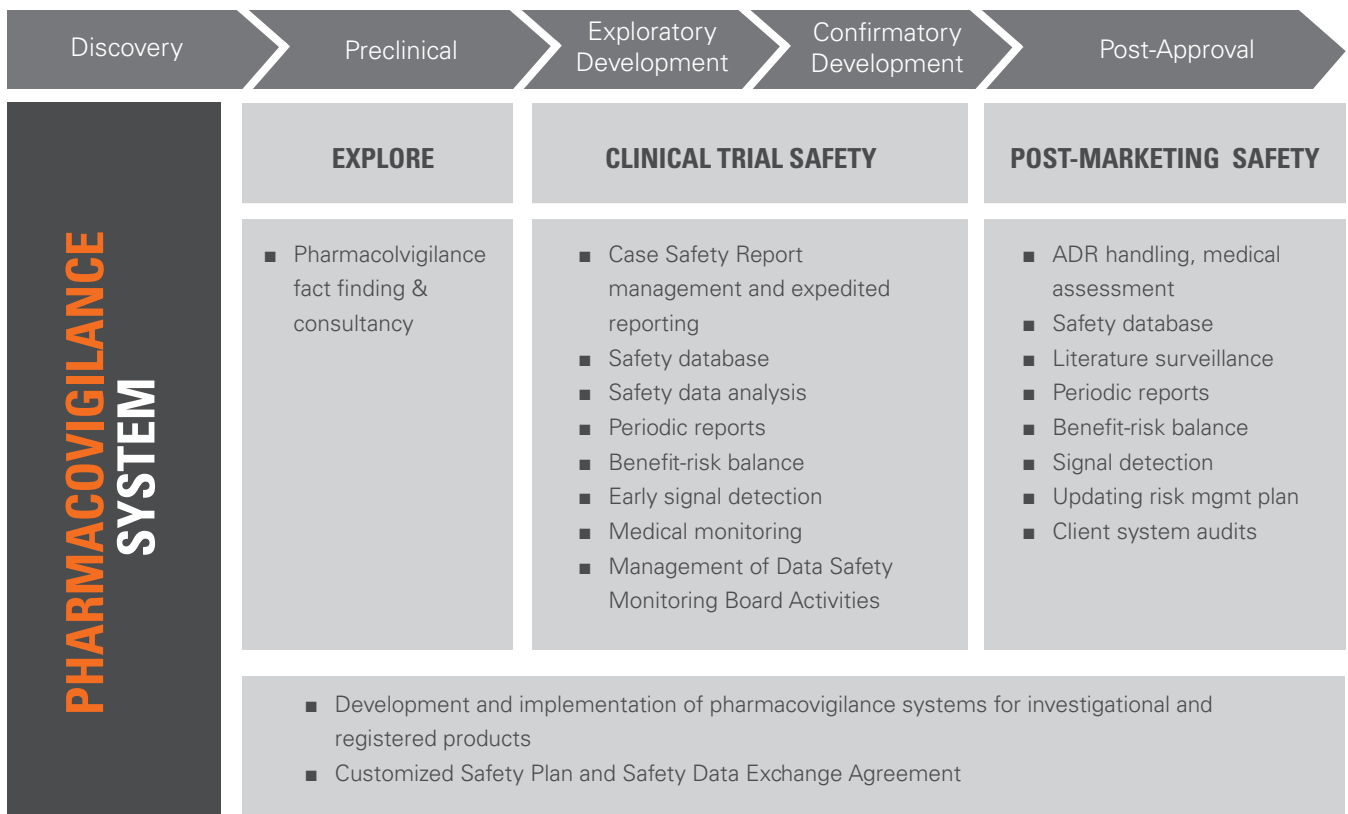 Discovery
Preclinical
Exploratory
Development
Confirmatory
Development
Post-Approval
PHARMACOVIGILANCE
SYSTEM
EXPLORE
CLINICAL TRIAL SAFETY
POST-MARKETING SAFETY
■ Pharmacolvigilance
fact finding &
consultancy
■ Case Safety Report
management and expedited
reporting
■ Safety database
■ Safety data analysis
■ Periodic reports
■ Benefit-risk balance
■ Early signal detection
■ Medical monitoring
■ Management of Data Safety
Monitoring Board Activities
■ ADR handling, medical
assessment
■ Safety database
■ Literature surveillance
■ Periodic reports
■ Benefit-risk balance
■ Signal detection
■ Updating risk mgmt plan
■ Client system audits
■ Development and implementation of pharmacovigilance systems for investigational and
registered products
■ Customized Safety Plan and Safety Data Exchange Agreement